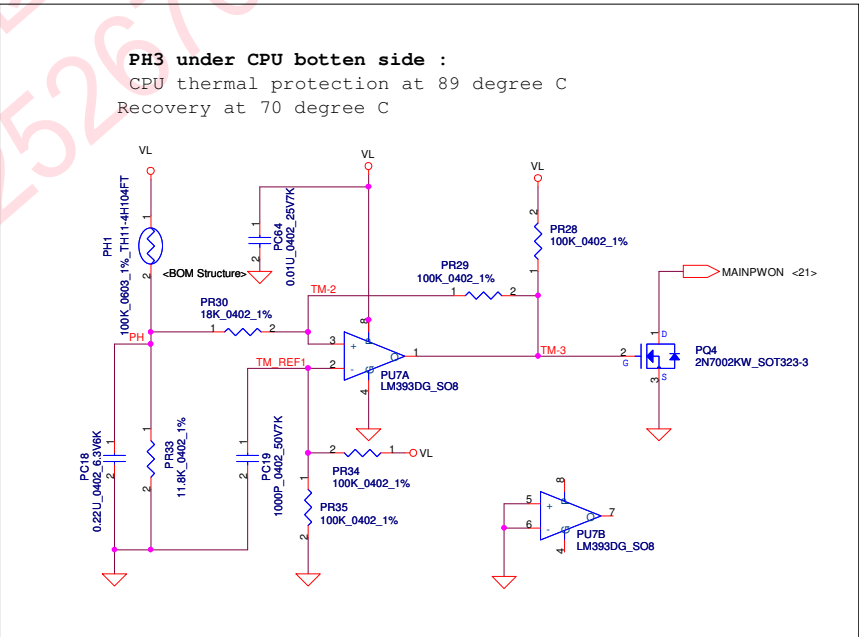 25267
PH3 under CPU botten side :
CPU thermal protection at 89 degree C
Recovery at 70 degree C
VL
VL
VL
1
2
PH1
100K_0603_1%_TH11-4H104FT
<BOM Structure>
1
2
PC64
0.01U_0402_25V7K
2
1
PR28
100K_0402_1%
PR29
100K_0402_1%
1
2
TM-2
MAINPWON <21>
PR30
18K_0402_1%
1
2
PH
3
2
+
-
8
4
1
PU7A
LM393DG_SO8
TM_REF1
TM-3
2
G
1
D
3
S
PQ4
2N7002KW_SOT323-3
1
2
PC18
0.22U_0402_6.3V6K
1
2
PR33
11.8K_0402_1%
1
2
PC19
1000P_0402_50V7K
2
1
VL
PR34
100K_0402_1%
1
2
PR35
100K_0402_1%
5
6
+
-
8
4
7
PU7B
LM393DG_SO8